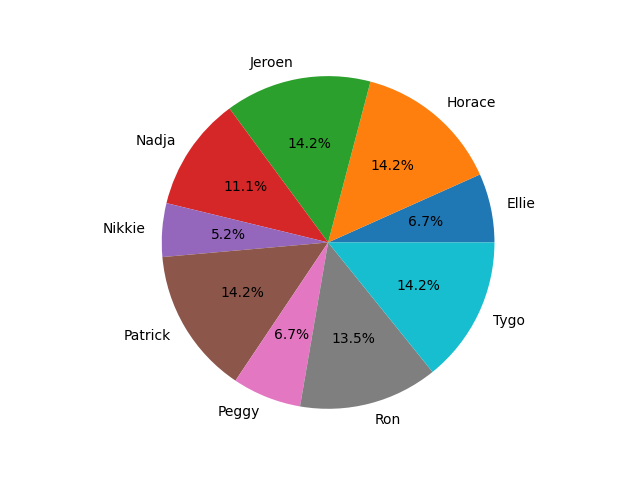 Jeroen
Horace
14.2%
Nadja
14.2%
11.1%
Ellie
6.7%
Nikkie
5.2%
14.2%
14.2%
Tygo
Patrick
6.7%
13.5%
Peggy
Ron